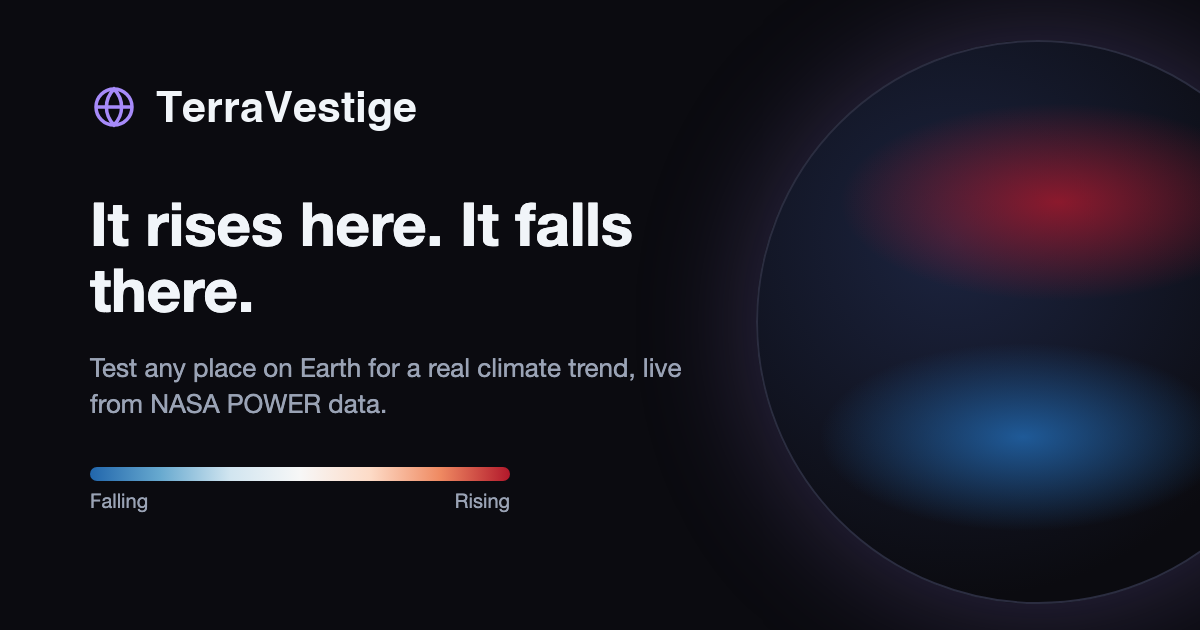 TerraVestige
It rises here. It falls
there.
Test any place on Earth for a real climate trend, live
from NASA POWER data.
Falling
Rising